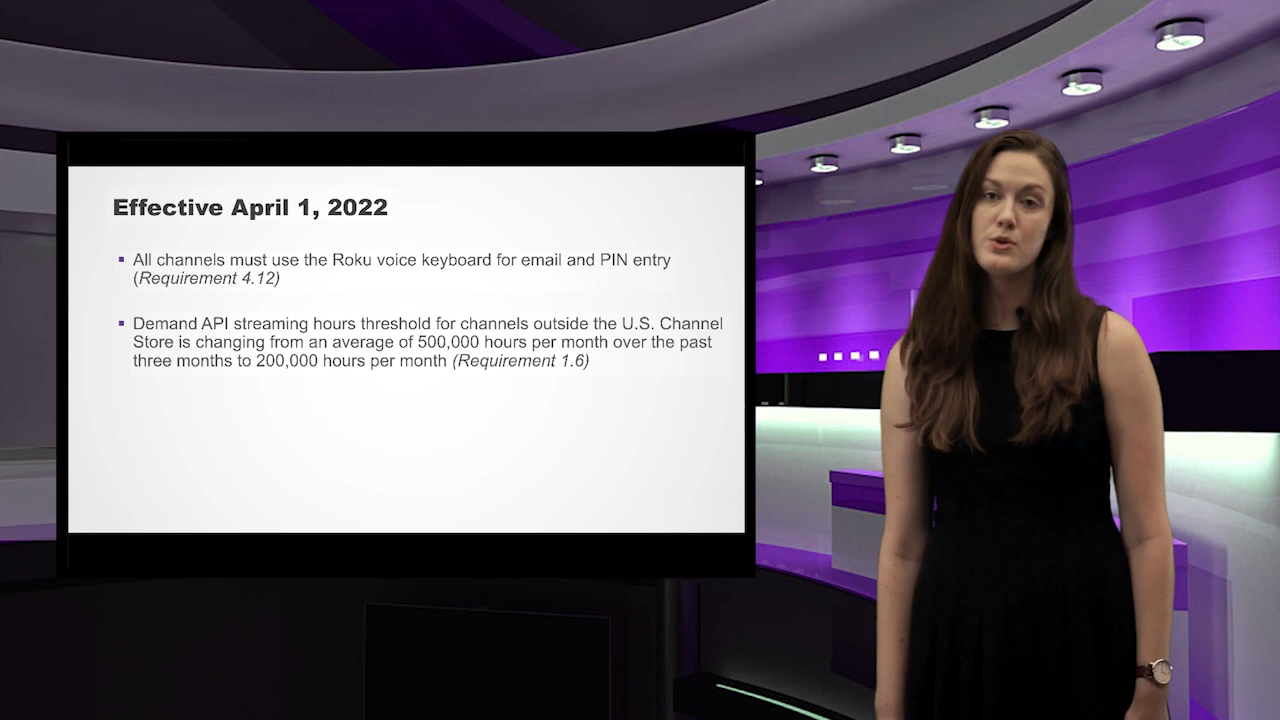 Effective April 1, 2022
All channels must use the Roku voice keyboard for email and PIN entry
(Requirement 4.12)
Demand API streaming hours threshold for channels outside the U.S. Channel
Store is changing from an average of 500,000 hours per month over the past
three months to 200,000 hours per month (Requirement 1.6)